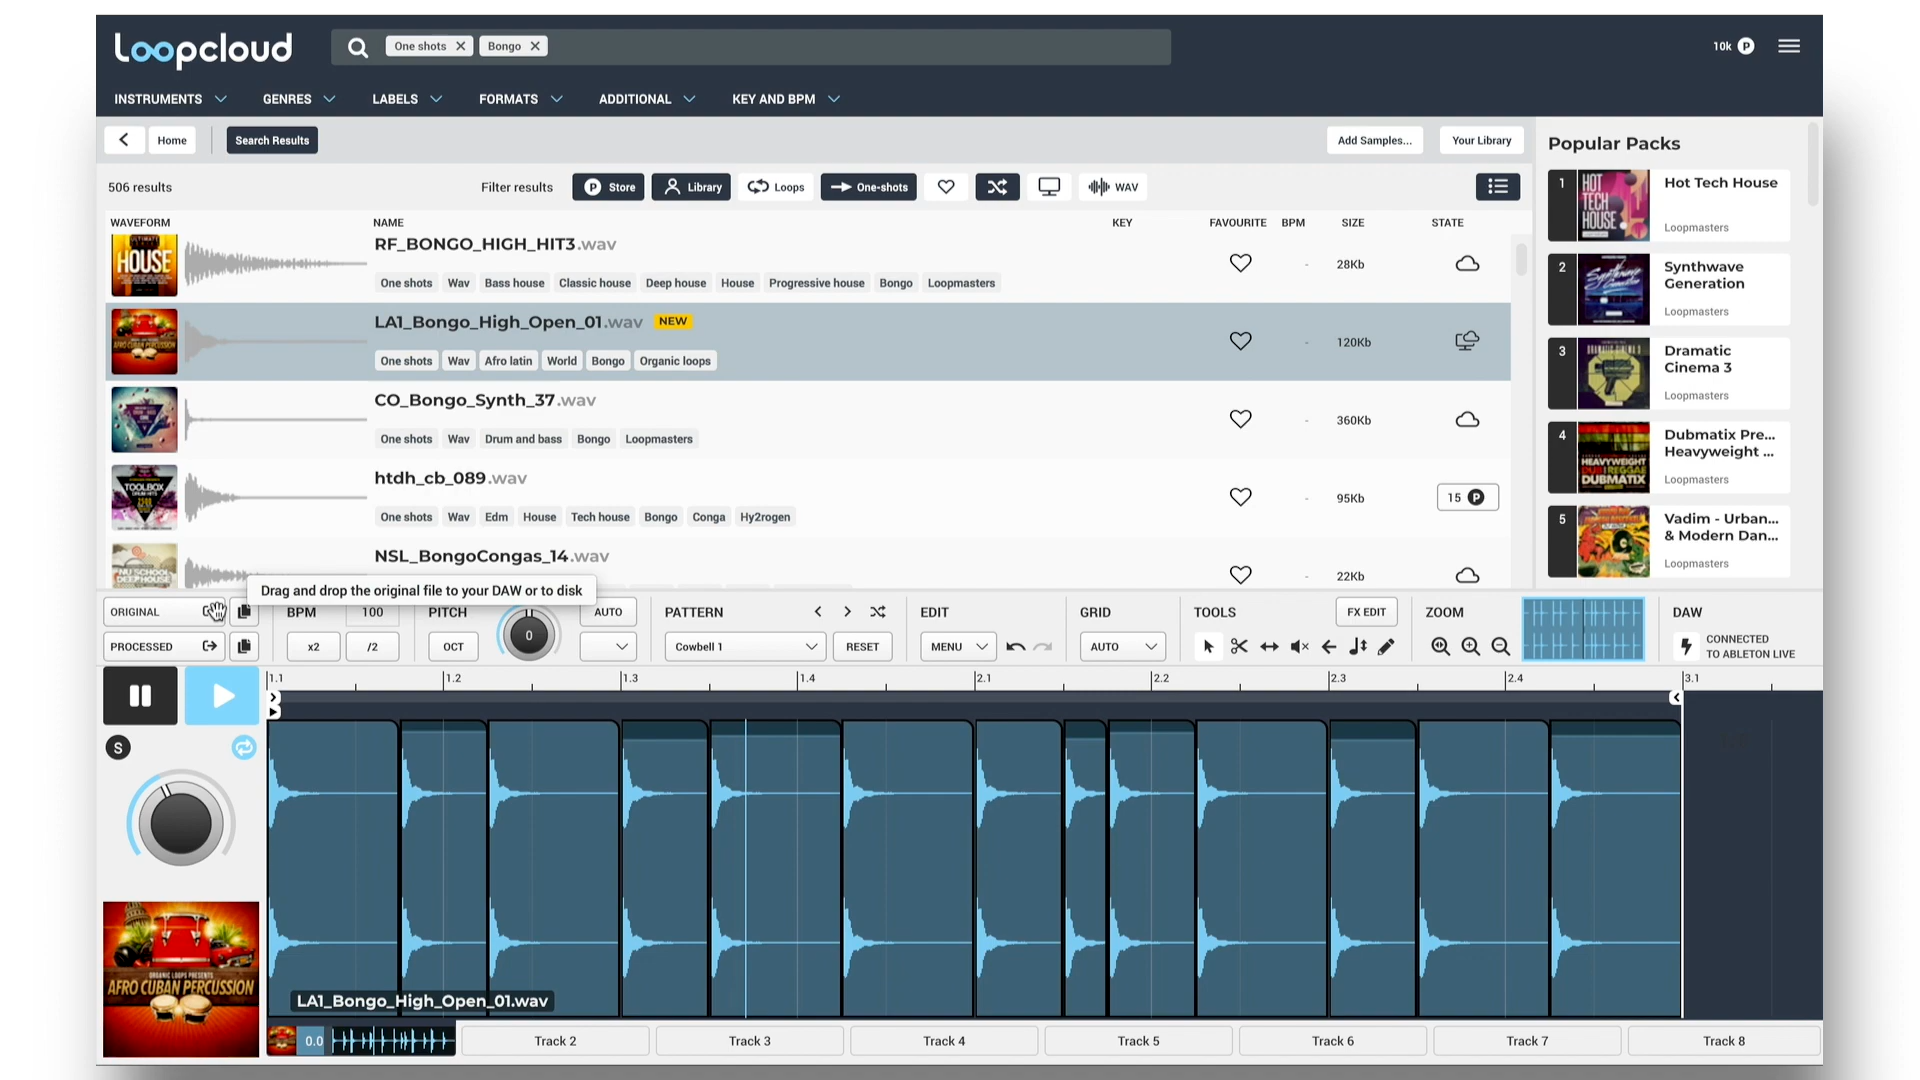 Loopcloud
One shots
Bongo
10k P
INSTRUMENTS
GENRES
LABELS
FORMATS
ADDITIONAL
KEY AND BPM
Home
Search Results
Add Samples...
Your Library
506 results
Filter results
P Store
Library
Loops
One-shots
WAV
WAVEFORM
NAME
KEY
FAVOURITE
BPM
SIZE
STATE
HOUSE
RF_BONGO_HIGH_HIT3.wav
- 28Kb
One shots Wav Bass house Classic house Deep house House Progressive house Bongo Loopmasters
LA1_Bongo_High_Open_01.wav NEW
- 120Kb
One shots Wav Afro latin World Bongo Organic loops
CO_Bongo_Synth_37.wav
- 360Kb
One shots Wav Drum and bass Bongo Loopmasters
TOOLBOX
htdh_cb_089.wav
- 95Kb
15 P
One shots Wav Edm House Tech house Bongo Conga Hy2rogen
NSL_BongoCongas_14.wav
- 22Kb
Popular Packs
1
HOT
TECH
HOUSE
Hot Tech House
Loopmasters
2
Synthwave
Generation
Loopmasters
3
Dramatic
Cinema 3
Loopmasters
4
HEAVYWEIGHT
DUBMATIX
Dubmatix Pre...
Heavyweight ...
Loopmasters
5
Vadim - Urban...
& Modern Dan...
Loopmasters
Drag and drop the original file to your DAW or to disk
ORIGINAL
PROCESSED
BPM
100
x2
/2
PITCH
OCT
0
AUTO
PATTERN
Cowbell 1
RESET
EDIT
MENU
GRID
AUTO
TOOLS
FX EDIT
ZOOM
DAW
CONNECTED
TO ABLETON LIVE
1.1
1.2
1.3
1.4
2.1
2.2
2.3
2.4
3.1
S
ORGANIC LOOPS PRESENTS
AFRO CUBAN PERCUSSION
LA1_Bongo_High_Open_01.wav
0.0
Track 2
Track 3
Track 4
Track 5
Track 6
Track 7
Track 8